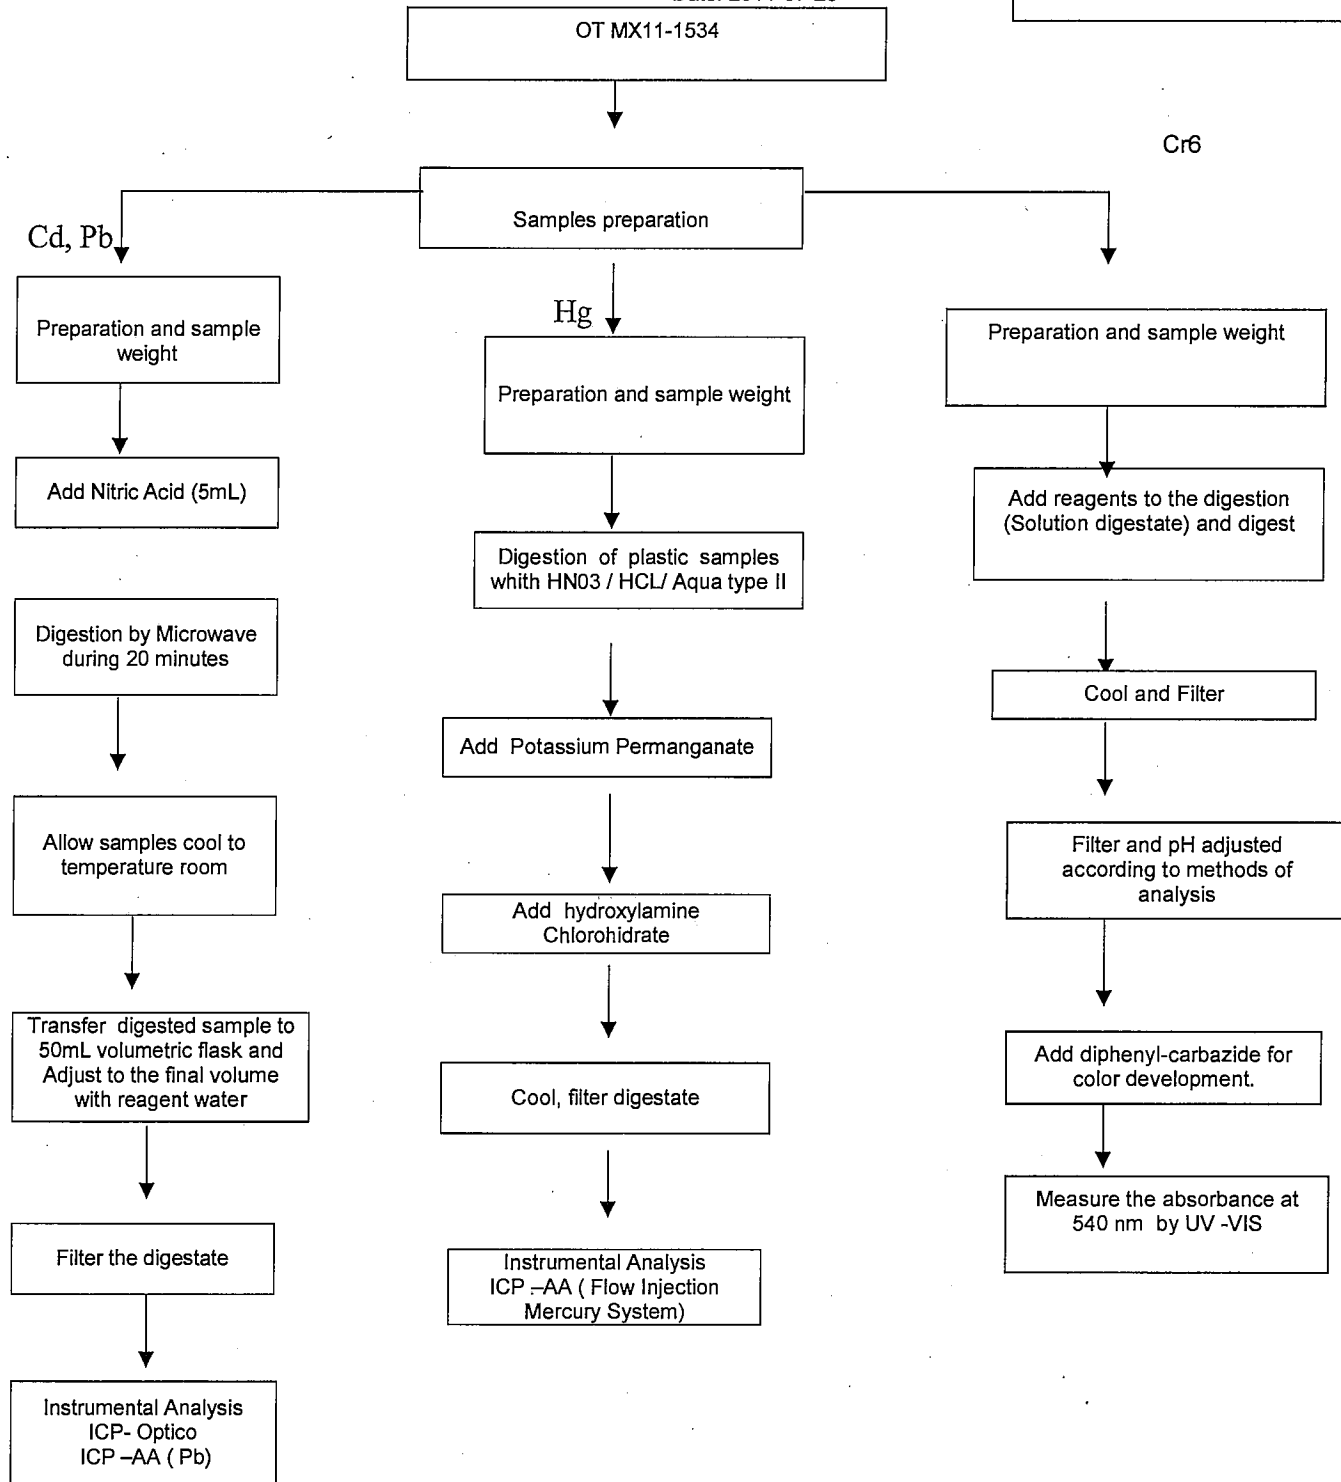 OT MX11-1534
Cr6
Samples preparation
Cd, Pb
Preparation and sample
weight
Add Nitric Acid (5mL)
Digestion by Microwave
during 20 minutes
Allow samples cool to
temperature room
Transfer digested sample to
50mL volumetric flask and
Adjust to the final volume
with reagent water
Filter the digestate
Instrumental Analysis
ICP- Optico
ICP –AA ( Pb)
Hg
Preparation and sample weight
Digestion of plastic samples
whith HN03 / HCL/ Aqua type II
Add Potassium Permanganate
Add hydroxylamine
Chlorohidrate
Cool, filter digestate
Instrumental Analysis
ICP –AA ( Flow Injection
Mercury System)
Preparation and sample weight
Add reagents to the digestion
(Solution digestate) and digest
Cool and Filter
Filter and pH adjusted
according to methods of
analysis
Add diphenyl-carbazide for
color development.
Measure the absorbance at
540 nm by UV -VIS